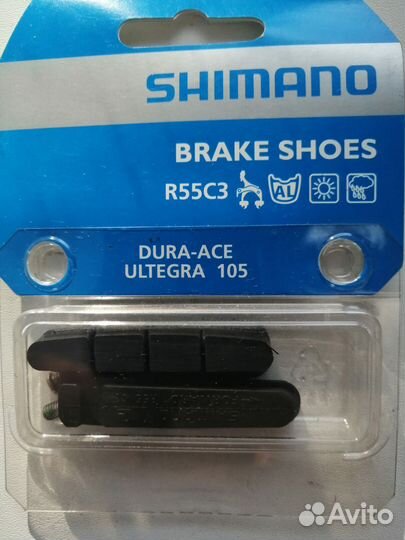 SHIMANO
BRAKE SHOES
R55C3 AL
DURA-ACE
ULTEGRA 105
Avito